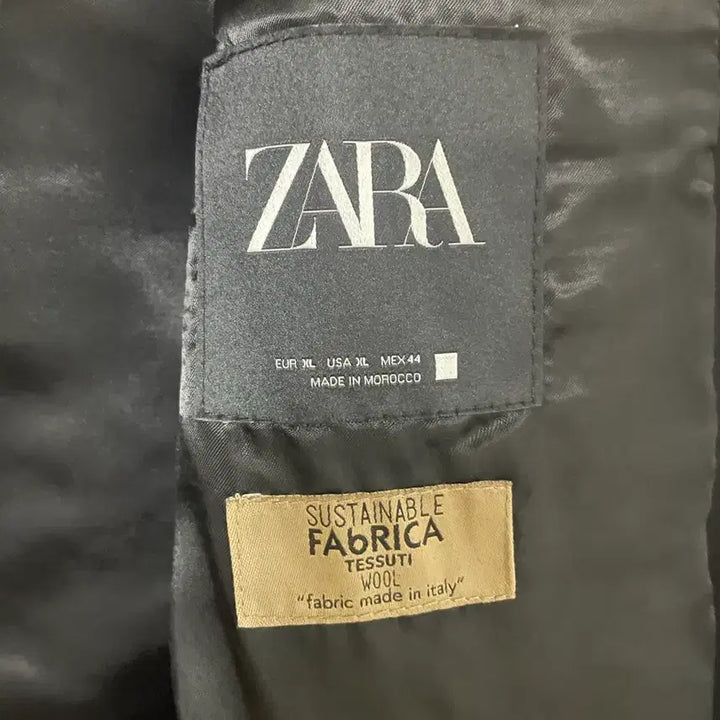 ZARA
EUR XL USA XL MEX 44
MADE IN MOROCCO
SUSTAINABLE
FAbRICA
TESSUTI
WOOL
"fabric made in italy"